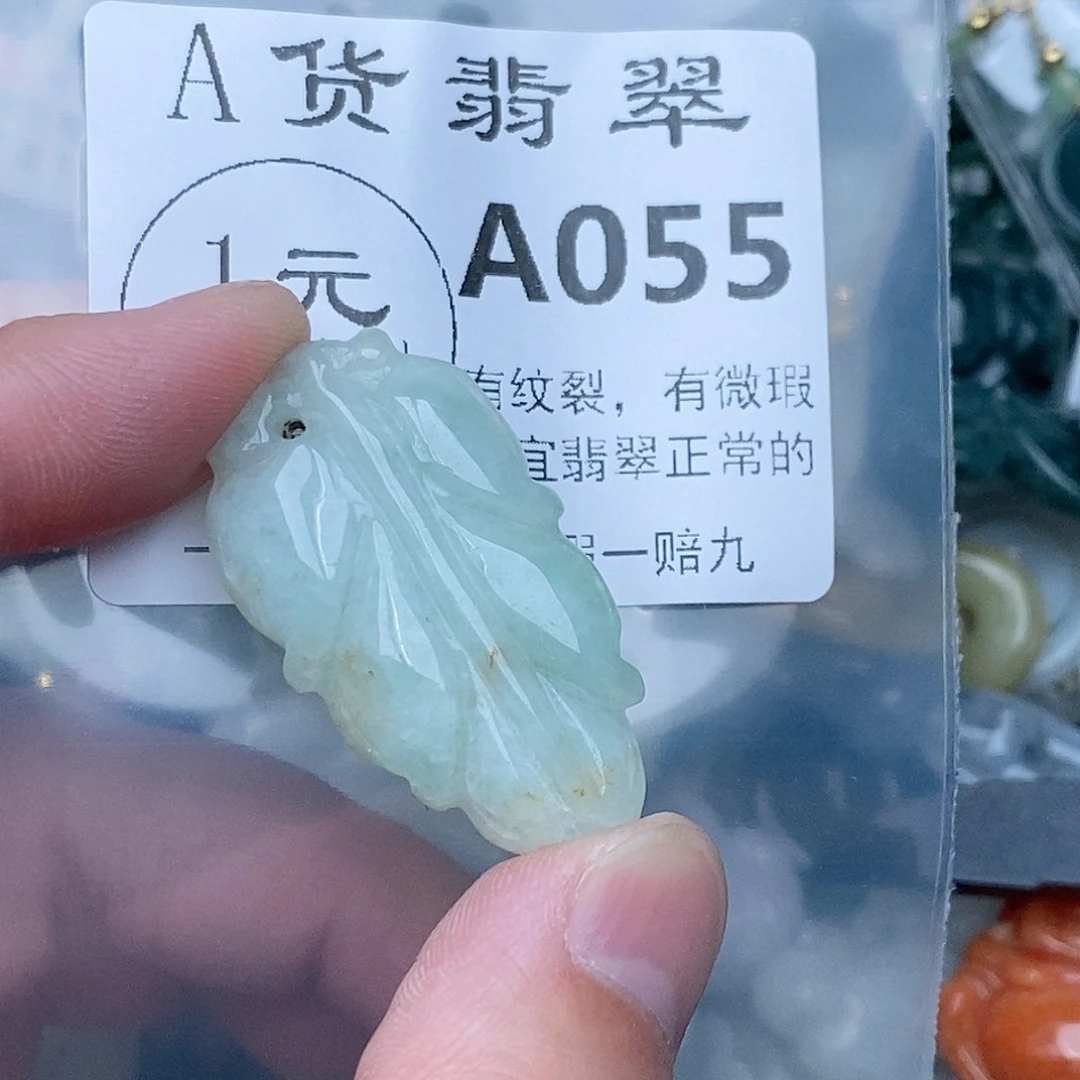 A货翡翠
1元
A055
有纹裂，有微瑕
宜翡翠正常的
一赔九